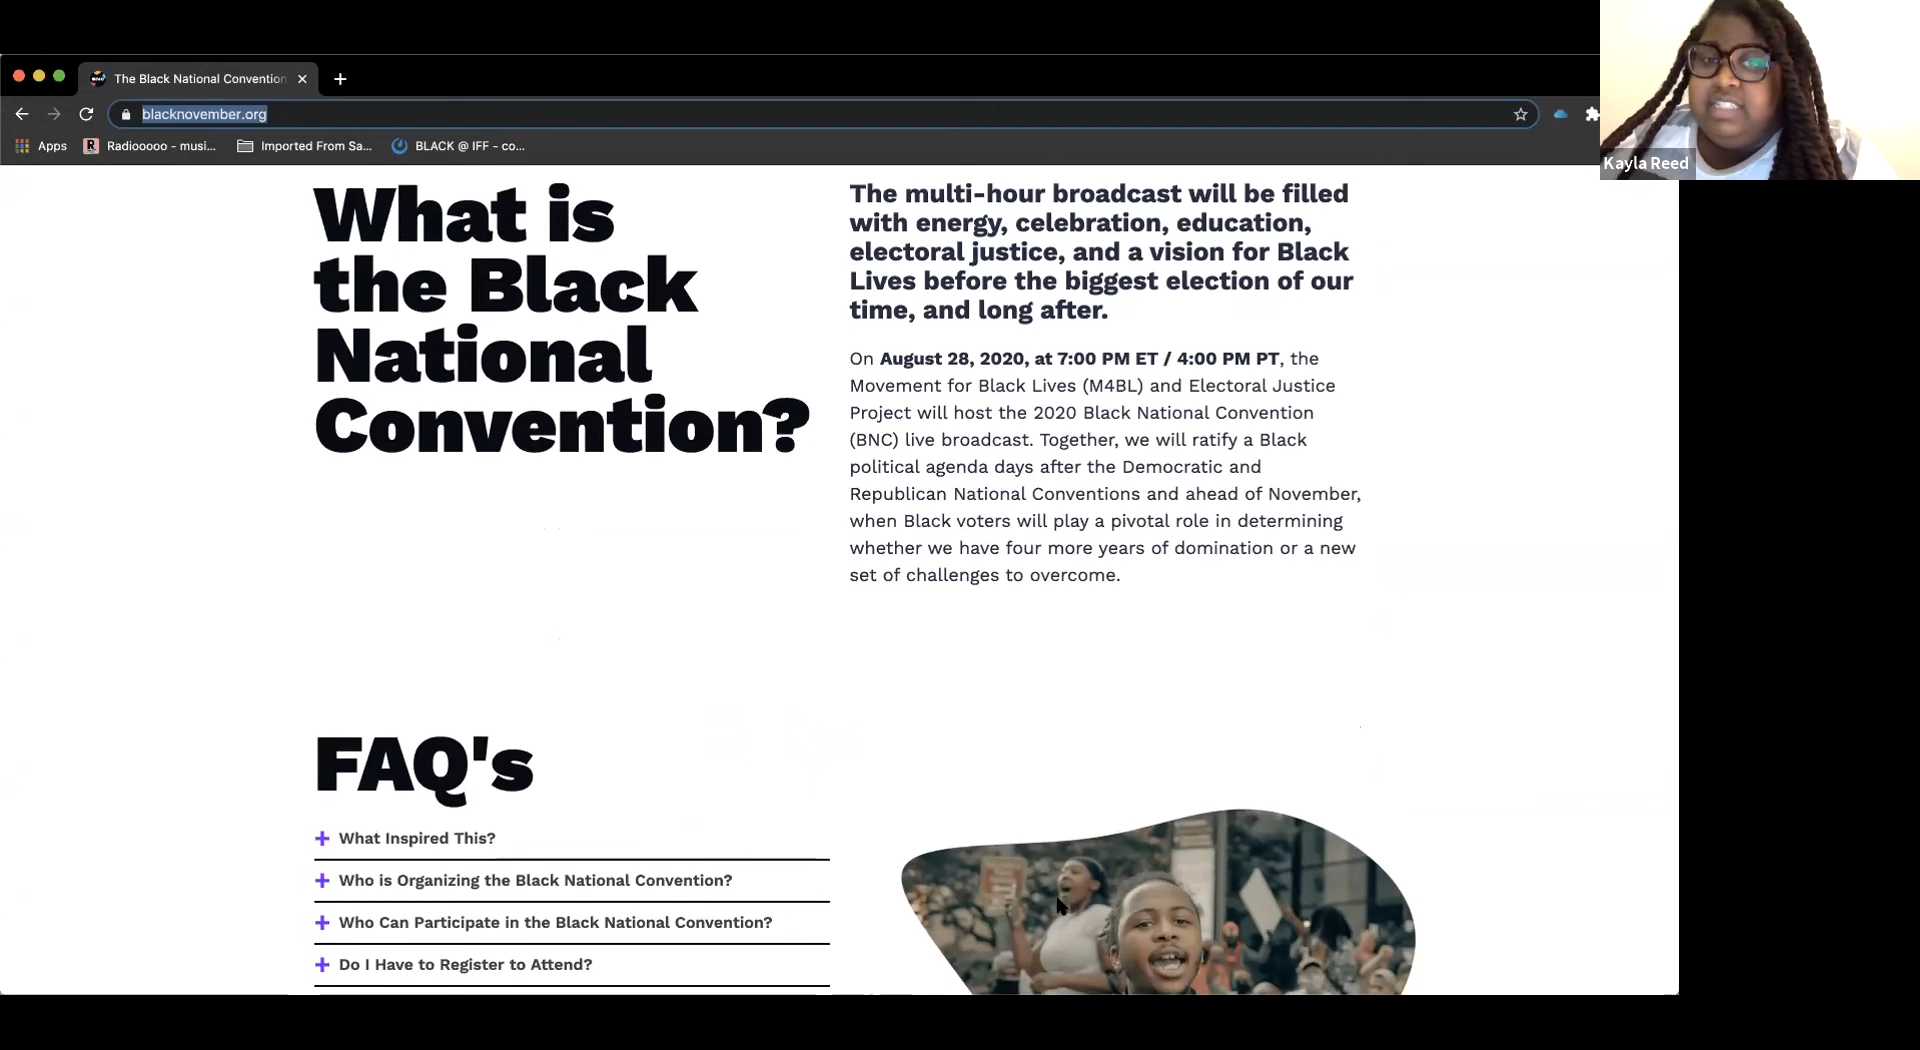 The Black National Convention
blacknovember.org
Apps
Radiooooo - musi...
Imported From Sa...
BLACK @ IFF - co...
Kayla Reed
What is
the Black
National
Convention?
The multi-hour broadcast will be filled
with energy, celebration, education,
electoral justice, and a vision for Black
Lives before the biggest election of our
time, and long after.
On August 28, 2020, at 7:00 PM ET / 4:00 PM PT, the
Movement for Black Lives (M4BL) and Electoral Justice
Project will host the 2020 Black National Convention
(BNC) live broadcast. Together, we will ratify a Black
political agenda days after the Democratic and
Republican National Conventions and ahead of November,
when Black voters will play a pivotal role in determining
whether we have four more years of domination or a new
set of challenges to overcome.
FAQ's
What Inspired This?
Who is Organizing the Black National Convention?
Who Can Participate in the Black National Convention?
Do I Have to Register to Attend?